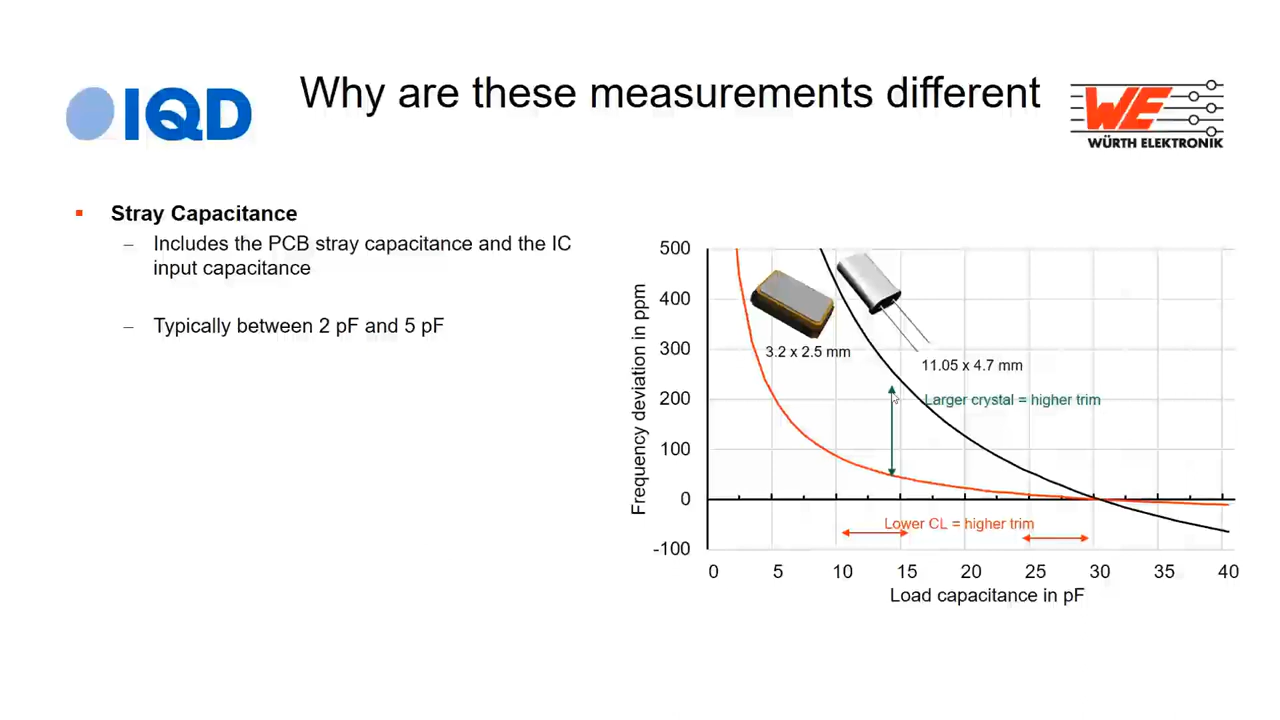 IQD
Why are these measurements different
WE
WÜRTH ELEKTRONIK
Stray Capacitance
– Includes the PCB stray capacitance and the IC
input capacitance
– Typically between 2 pF and 5 pF
Frequency deviation in ppm
500
400
300
200
100
0
-100
3.2 x 2.5 mm
11.05 x 4.7 mm
Larger crystal = higher trim
Lower CL = higher trim
0 5 10 15 20 25 30 35 40
Load capacitance in pF